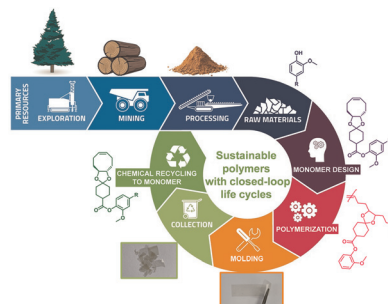 PRIMARY
RESOURCES
EXPLORATION
MINING
PROCESSING
RAW MATERIALS
MONOMER DESIGN
POLYMERIZATION
MOLDING
COLLECTION
CHEMICAL RECYCLING
TO MONOMER
Sustainable
polymers
with closed-loop
life cycles